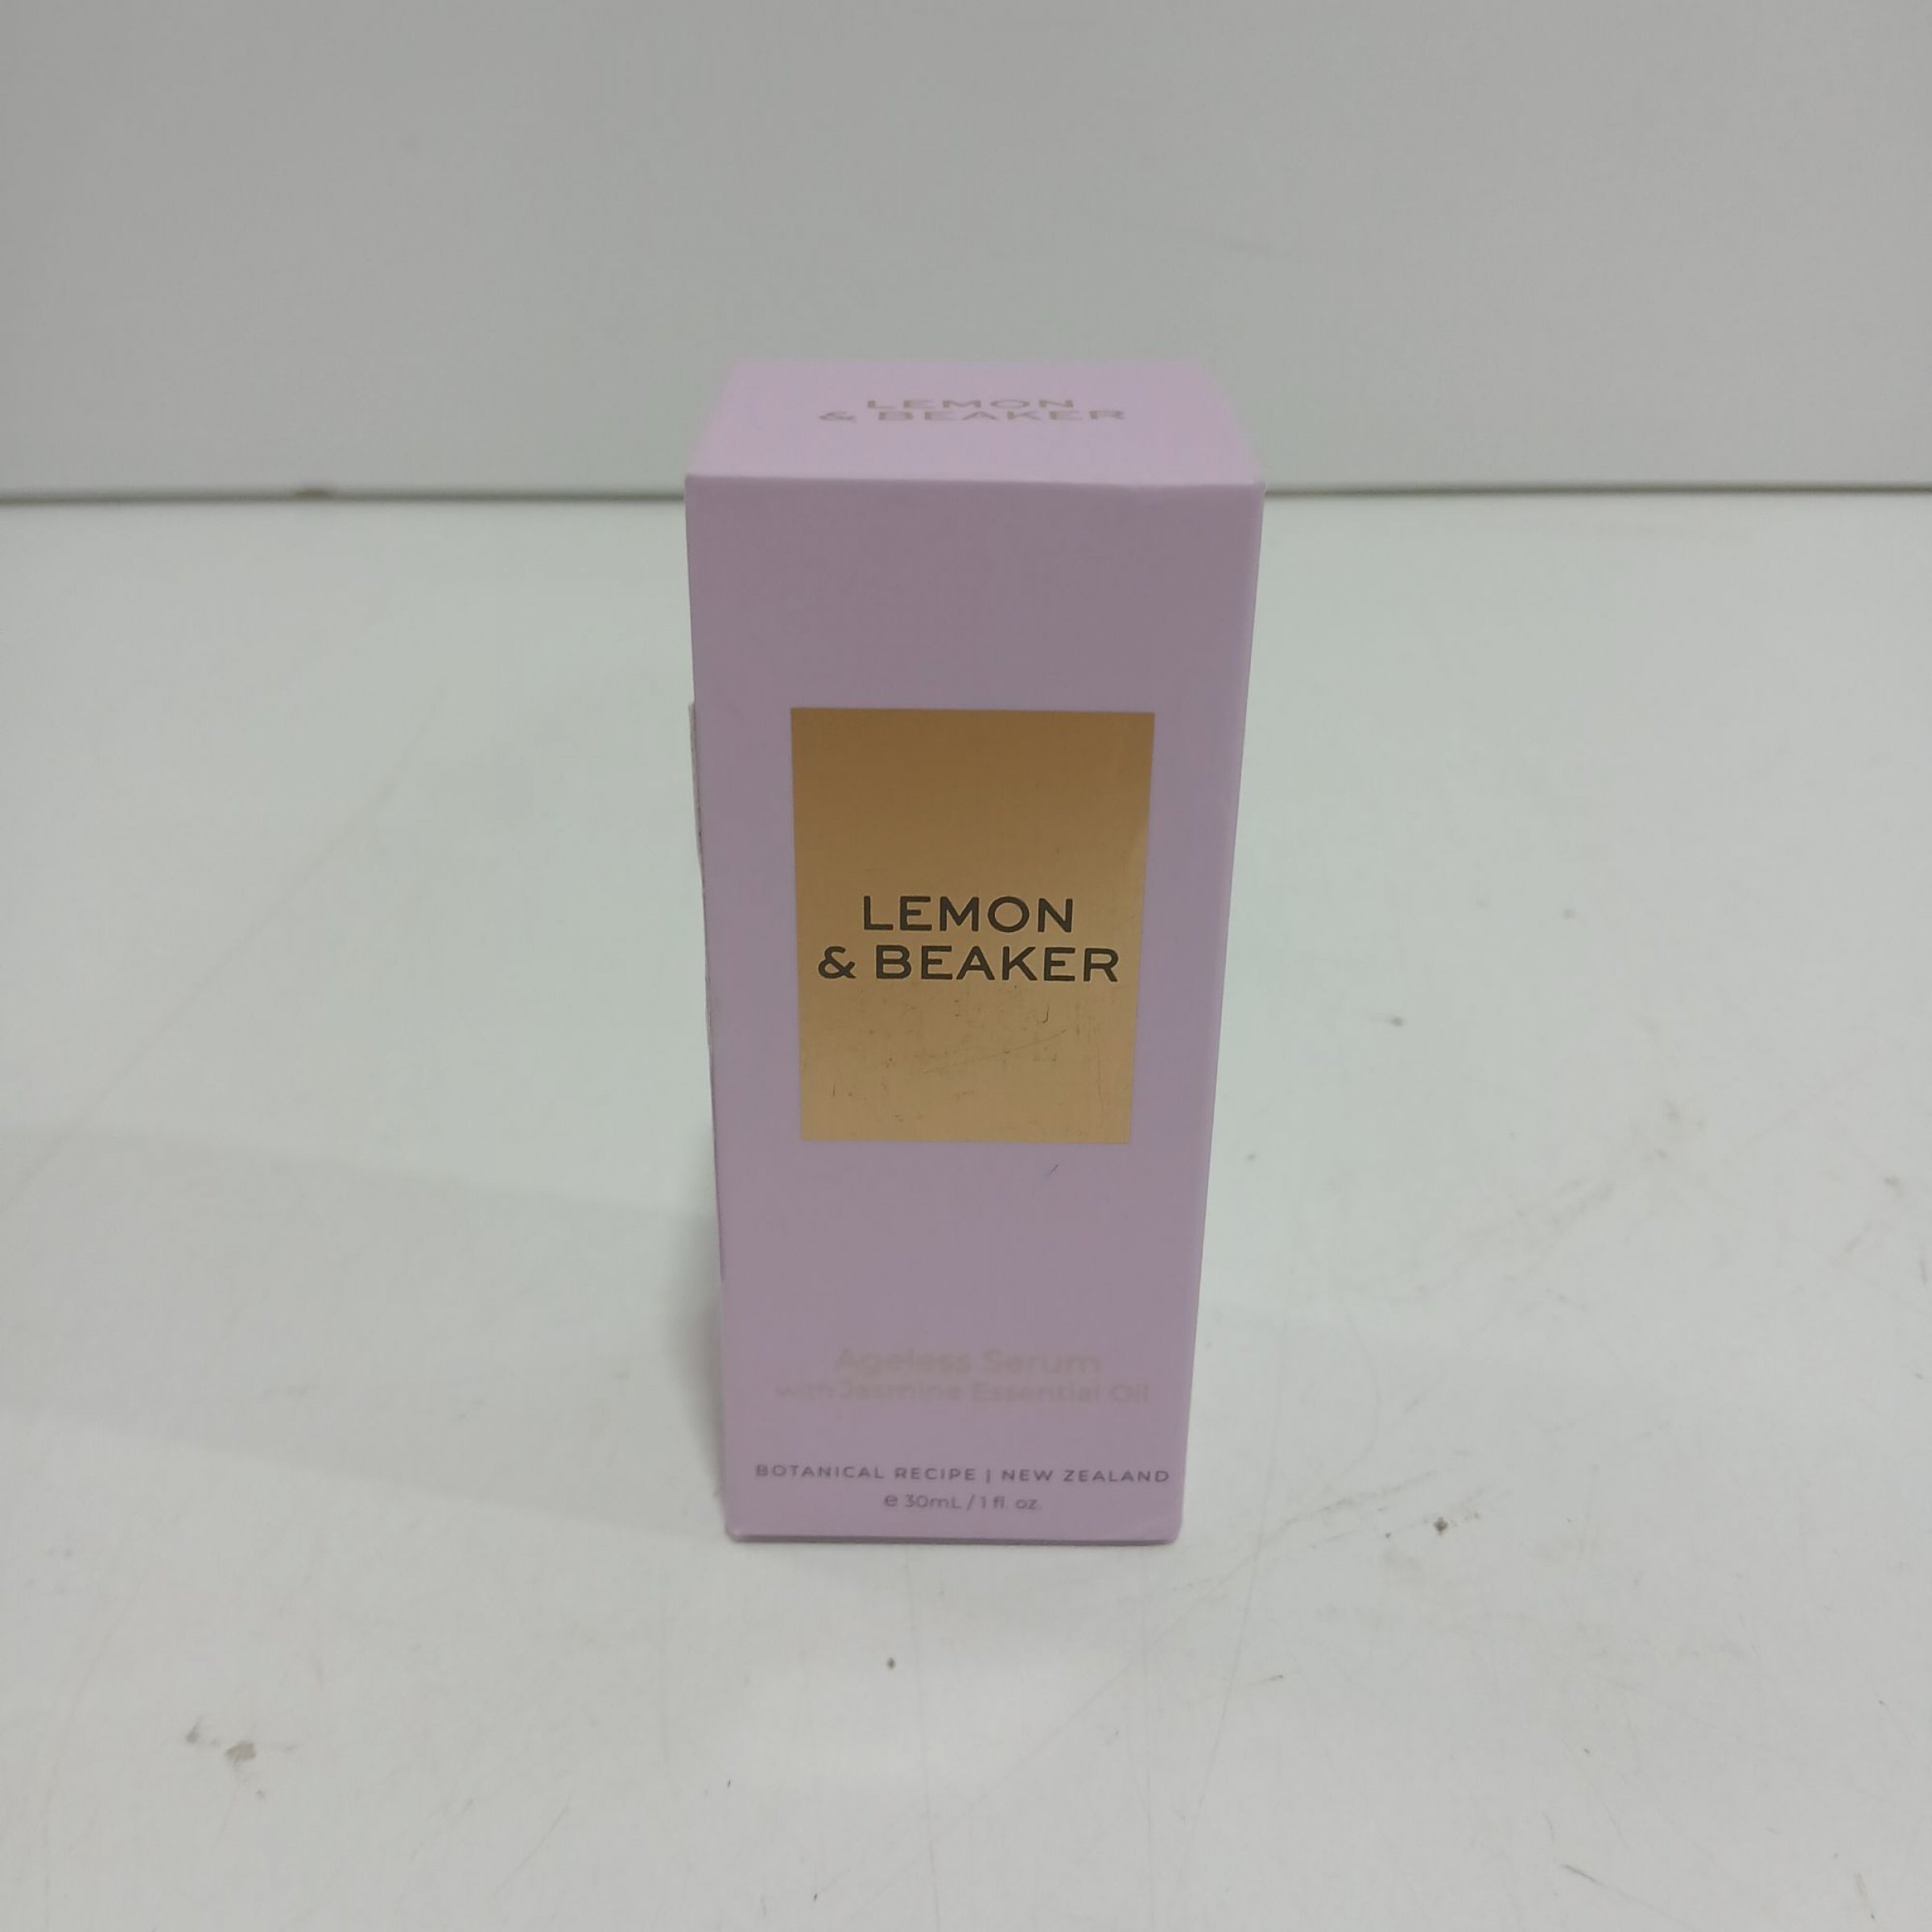 LEMON
& BEAKER
LEMON
& BEAKER
Ageless Serum
with Jasmine Essential Oil
BOTANICAL RECIPE | NEW ZEALAND
℮ 30mL / 1 fl. oz.